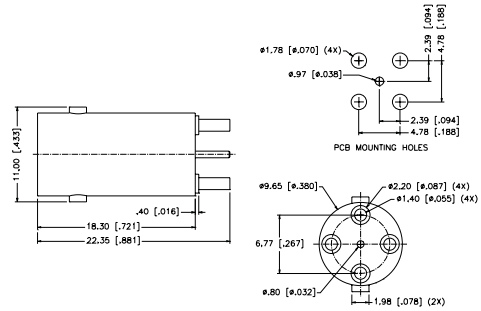 ø1.78 [ø.070] (4X)
ø.97 [ø.038]
2.39 [.094]
4.78 [.188]
2.39 [.094]
4.78 [.188]
PCB MOUNTING HOLES
11.00 [.433]
.40 [.016]
18.30 [.721]
22.35 [.881]
ø9.65 [ø.380]
ø2.20 [ø.087] (4X)
ø1.40 [ø.055] (4X)
6.77 [.267]
ø.80 [ø.032]
1.98 [.078] (2X)